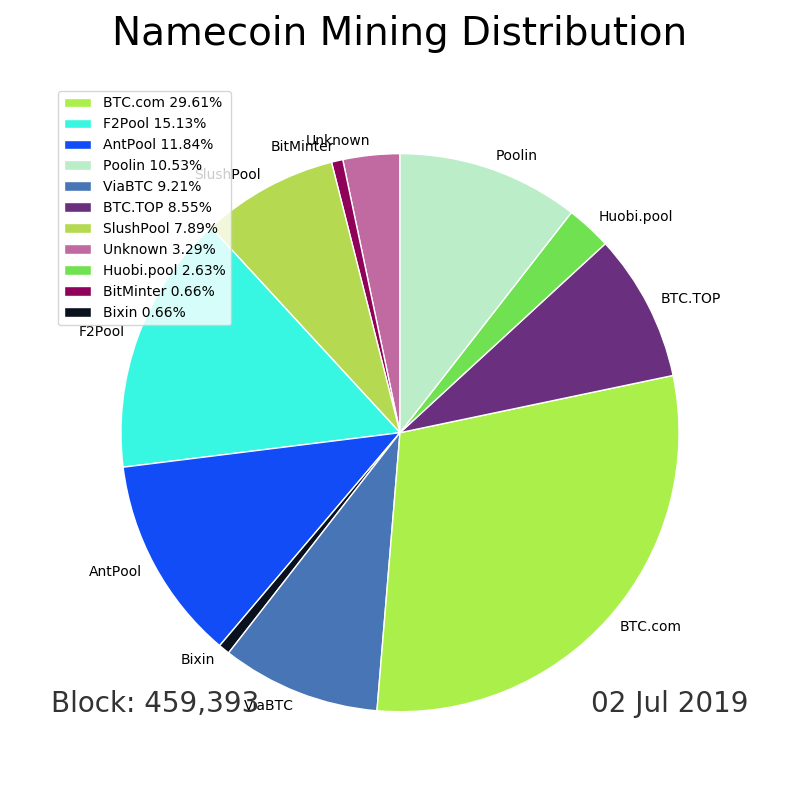 Namecoin Mining Distribution
BTC.com 29.61%
F2Pool 15.13%
AntPool 11.84%
Poolin 10.53%
ViaBTC 9.21%
BTC.TOP 8.55%
SlushPool 7.89%
Unknown 3.29%
Huobi.pool 2.63%
BitMinter 0.66%
Bixin 0.66%
Unknown
BitMinter
Poolin
SlushPool
Huobi.pool
BTC.TOP
F2Pool
AntPool
BTC.com
Bixin
ViaBTC
Block: 459,393
02 Jul 2019